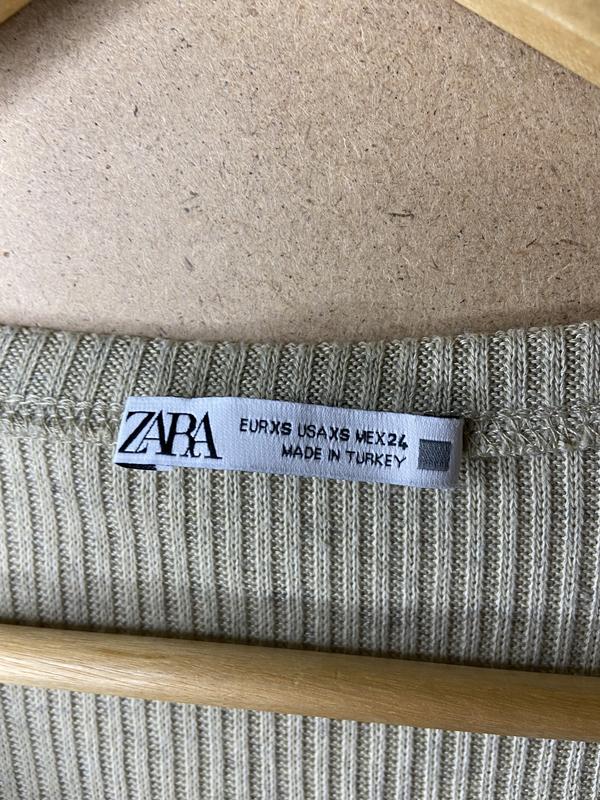 ZARA
EUR XS USA XS MEX 24
MADE IN TURKEY